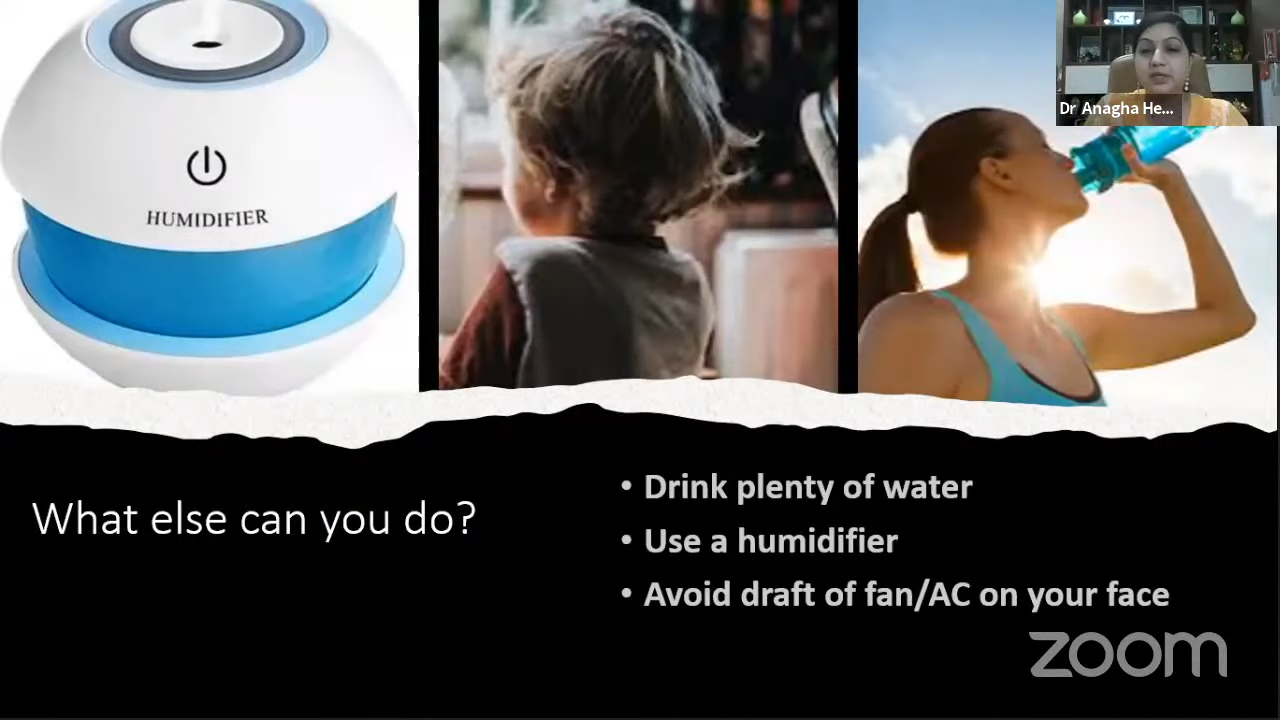 HUMIDIFIER
Dr Anagha He...
What else can you do?
• Drink plenty of water
• Use a humidifier
• Avoid draft of fan/AC on your face
zoom